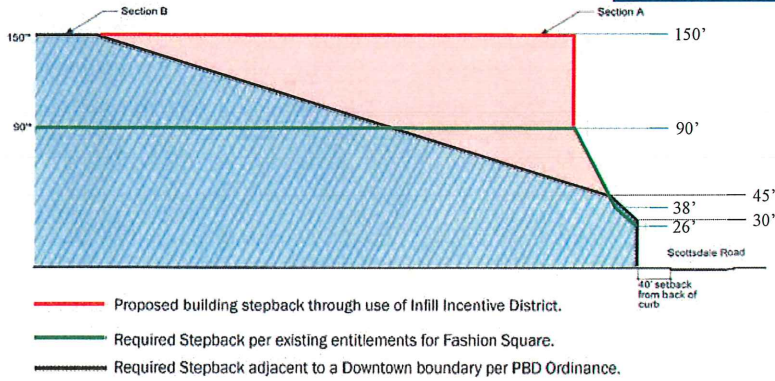 Section B
Section A
150'*
150'
90'*
90'
45'
38'
30'
26'
Scottsdale Road
40' setback
from back of
curb
Proposed building stepback through use of Infill Incentive District.
Required Stepback per existing entitlements for Fashion Square.
Required Stepback adjacent to a Downtown boundary per PBD Ordinance.